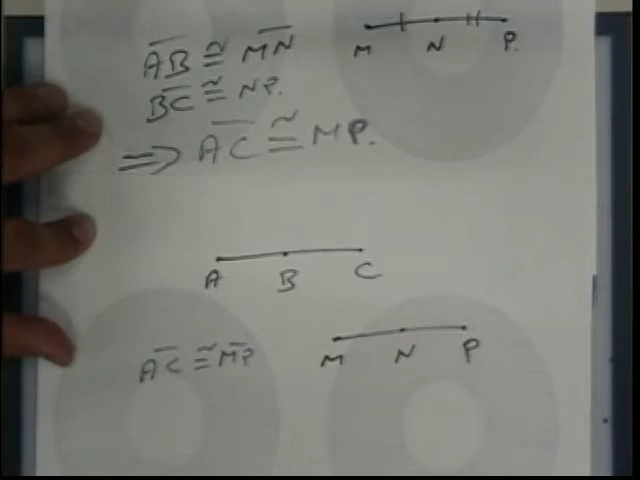 AB ≅ MN
M N P.
BC ≅ NP.
⇒ AC ≅ MP.
A B C
AC ≅ MP
M N P